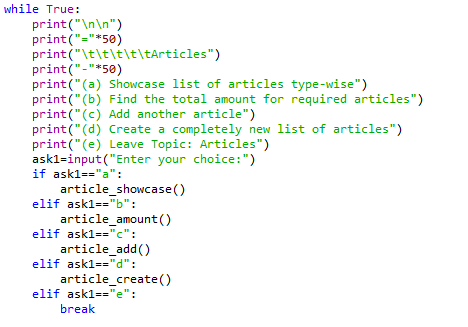 while True:
    print("\n\n")
    print("="*50)
    print("\t\t\t\t\tArticles")
    print("-"*50)
    print("(a) Showcase list of articles type-wise")
    print("(b) Find the total amount for required articles")
    print("(c) Add another article")
    print("(d) Create a completely new list of articles")
    print("(e) Leave Topic: Articles")
    ask1=input("Enter your choice:")
    if ask1=="a":
        article_showcase()
    elif ask1=="b":
        article_amount()
    elif ask1=="c":
        article_add()
    elif ask1=="d":
        article_create()
    elif ask1=="e":
        break